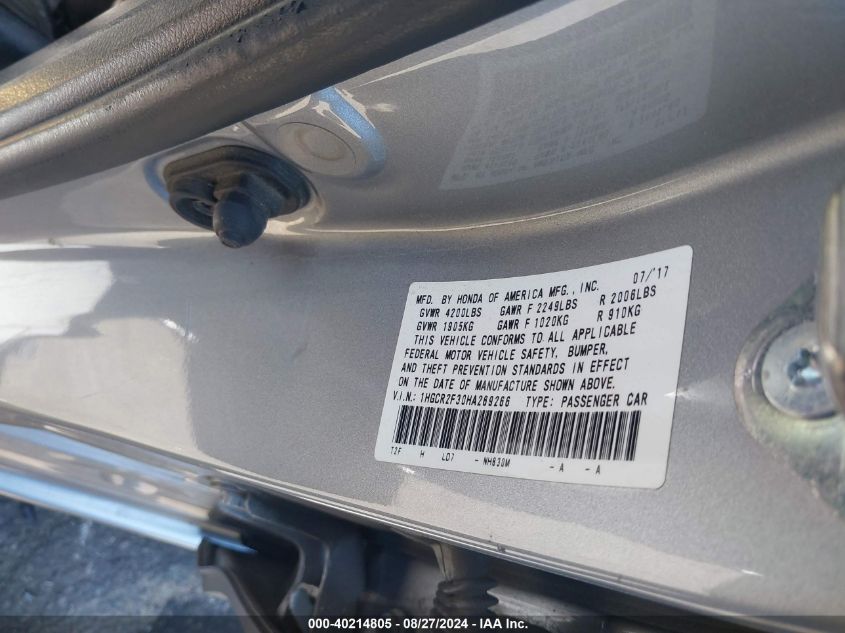 07/'17
MFD. BY HONDA OF AMERICA MFG., INC.
GVWR 4200LBS GAWR F 2249LBS R 2006LBS
GVWR 1905KG GAWR F 1020KG R 910KG
THIS VEHICLE CONFORMS TO ALL APPLICABLE
FEDERAL MOTOR VEHICLE SAFETY, BUMPER,
AND THEFT PREVENTION STANDARDS IN EFFECT
ON THE DATE OF MANUFACTURE SHOWN ABOVE.
V.I.N.: 1HGCR2F30HA269266 TYPE: PASSENGER CAR
T2F H LO7 - NH830M -A -A
000-40214805 - 08/27/2024 - IAA Inc.